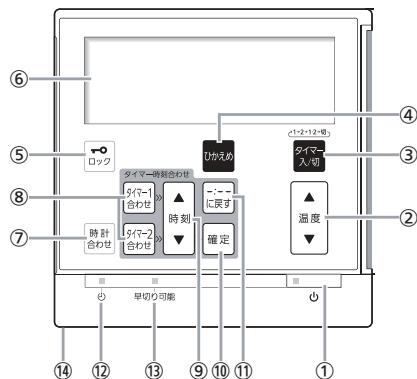 ⑥
④
1・2・1・2・切
⑤
ロック
ひかえめ
タイマー
入/切
③
タイマー時刻合わせ
⑧
タイマー1
合わせ
»
▲
時刻
▼
-:--
に戻す
▲
温度
▼
②
⑦
時計
合わせ
タイマー2
合わせ
»
確定
早切り可能
⑭
⑫
⑬
⑨
⑩
⑪
①